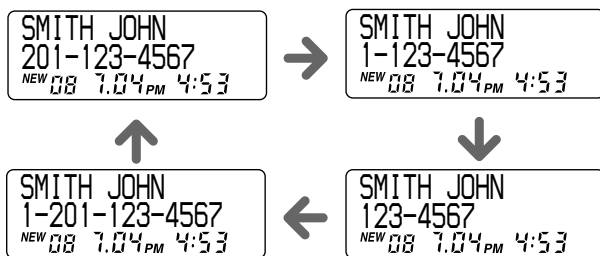 SMITH JOHN
201-123-4567
NEW 08 7.04 PM 4:53
SMITH JOHN
1-123-4567
NEW 08 7.04 PM 4:53
SMITH JOHN
1-201-123-4567
NEW 08 7.04 PM 4:53
SMITH JOHN
123-4567
NEW 08 7.04 PM 4:53